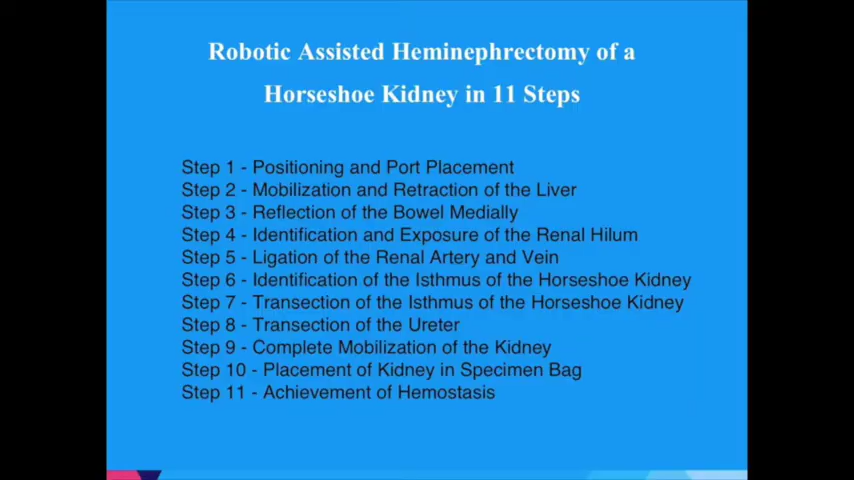 Robotic Assisted Heminephrectomy of a
Horseshoe Kidney in 11 Steps
Step 1 - Positioning and Port Placement
Step 2 - Mobilization and Retraction of the Liver
Step 3 - Reflection of the Bowel Medially
Step 4 - Identification and Exposure of the Renal Hilum
Step 5 - Ligation of the Renal Artery and Vein
Step 6 - Identification of the Isthmus of the Horseshoe Kidney
Step 7 - Transection of the Isthmus of the Horseshoe Kidney
Step 8 - Transection of the Ureter
Step 9 - Complete Mobilization of the Kidney
Step 10 - Placement of Kidney in Specimen Bag
Step 11 - Achievement of Hemostasis